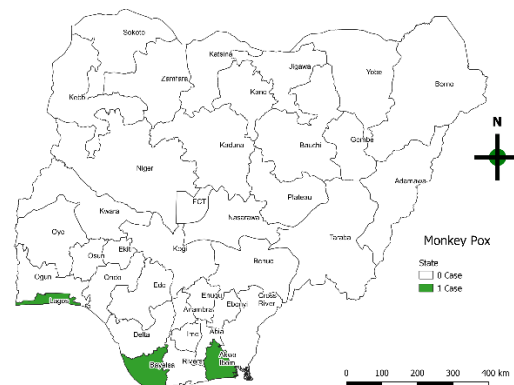 Sokoto
Katsina
Jigawa
Yobe
Borno
Zamfara
Kebbi
Kano
Gombe
Kaduna
Bauchi
Niger
Adamawa
Plateau
FCT
Kwara
Nasarawa
Taraba
Oyo
Kogi
Ekiti
Osun
Benue
Ogun
Ondo
Edo
Enugu
Ebonyi
Cross
River
Lagos
Anambra
Delta
Imo
Abia
Akwa
Ibom
Rivers
Bayelsa
N
Monkey Pox
State
0 Case
1 Case
0 100 200 300 400 km